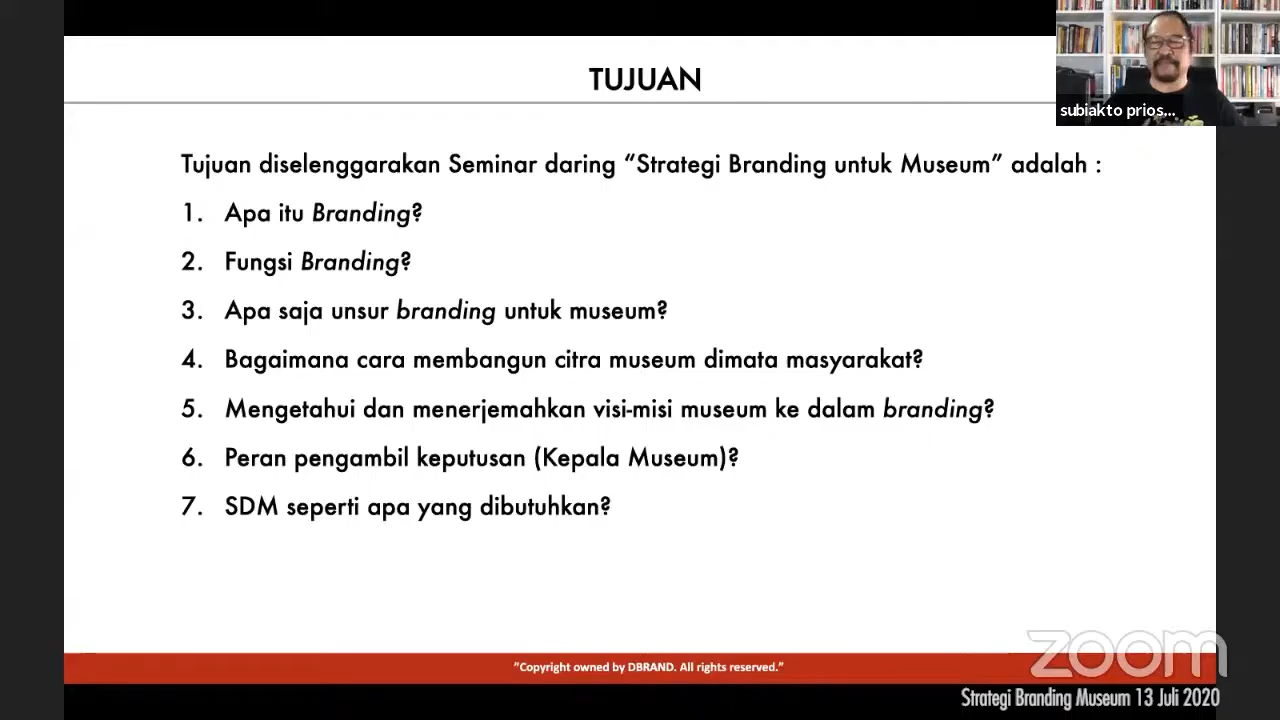 TUJUAN
subiakto prios...
Tujuan diselenggarakan Seminar daring “Strategi Branding untuk Museum” adalah :
1. Apa itu Branding?
2. Fungsi Branding?
3. Apa saja unsur branding untuk museum?
4. Bagaimana cara membangun citra museum dimata masyarakat?
5. Mengetahui dan menerjemahkan visi-misi museum ke dalam branding?
6. Peran pengambil keputusan (Kepala Museum)?
7. SDM seperti apa yang dibutuhkan?
"Copyright owned by DBRAND. All rights reserved."
zoom
Strategi Branding Museum 13 Juli 2020